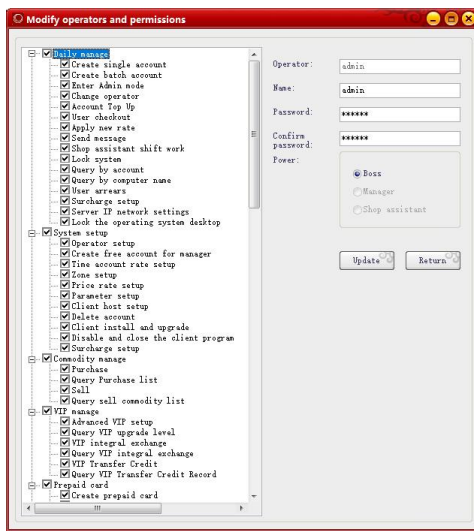 Modify operators and permissions
Daily manage
Create single account
Create batch account
Enter Admin mode
Change operator
Account Top Up
User checkout
Apply new rate
Send message
Shop assistant shift work
Lock system
Query by account
Query by computer name
User arrears
Surcharge setup
Server IP network settings
Lock the operating system desktop
System setup
Operator setup
Create free account for manager
Time account rate setup
Zone setup
Price rate setup
Parameter setup
Client host setup
Delete account
Client install and upgrade
Disable and close the client program
Surcharge setup
Commodity manage
Purchase
Query Purchase list
Sell
Query sell commodity list
VIP manage
Advanced VIP setup
Query VIP upgrade level
VIP integral exchange
Query VIP integral exchange
VIP Transfer Credit
Query VIP Transfer Credit Record
Prepaid card
Create prepaid card
Operator:
admin
Name:
admin
Password:
******
Confirm
password:
******
Power:
Boss
Manager
Shop assistant
Update
Return